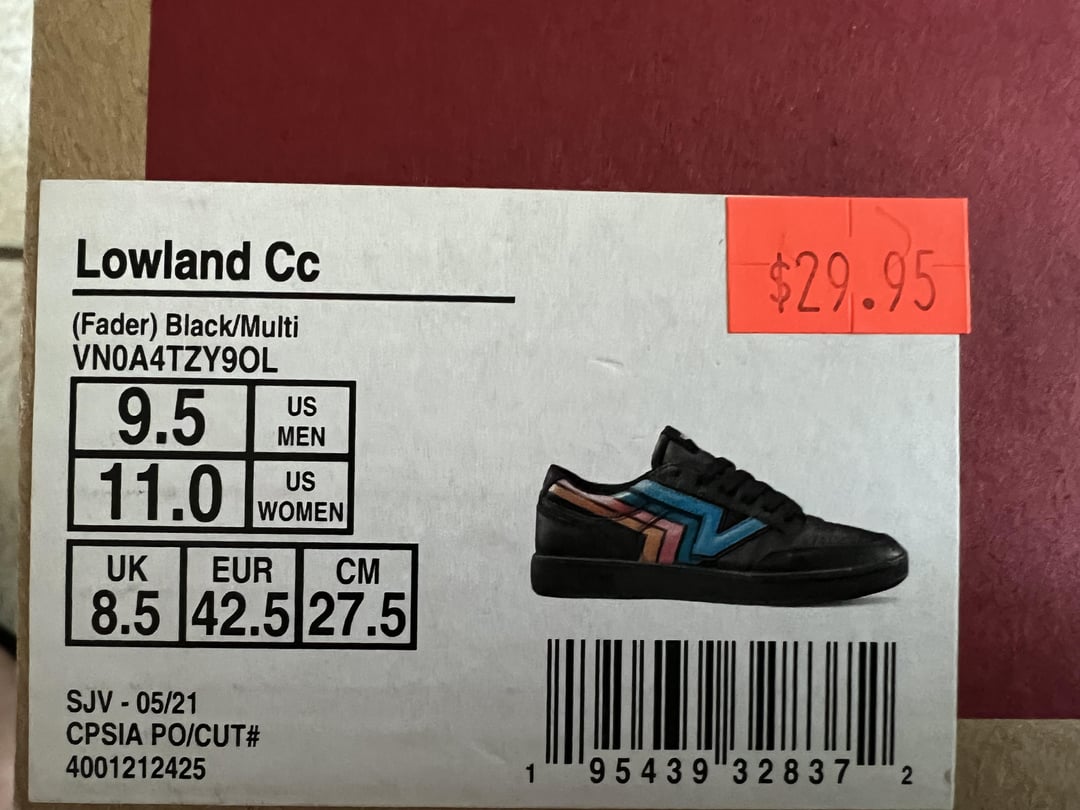 Lowland Cc
$29.95
(Fader) Black/Multi
VN0A4TZY9OL
9.5 US MEN
11.0 US WOMEN
UK EUR CM
8.5 42.5 27.5
SJV - 05/21
CPSIA PO/CUT#
4001212425
1 95439 32837 2